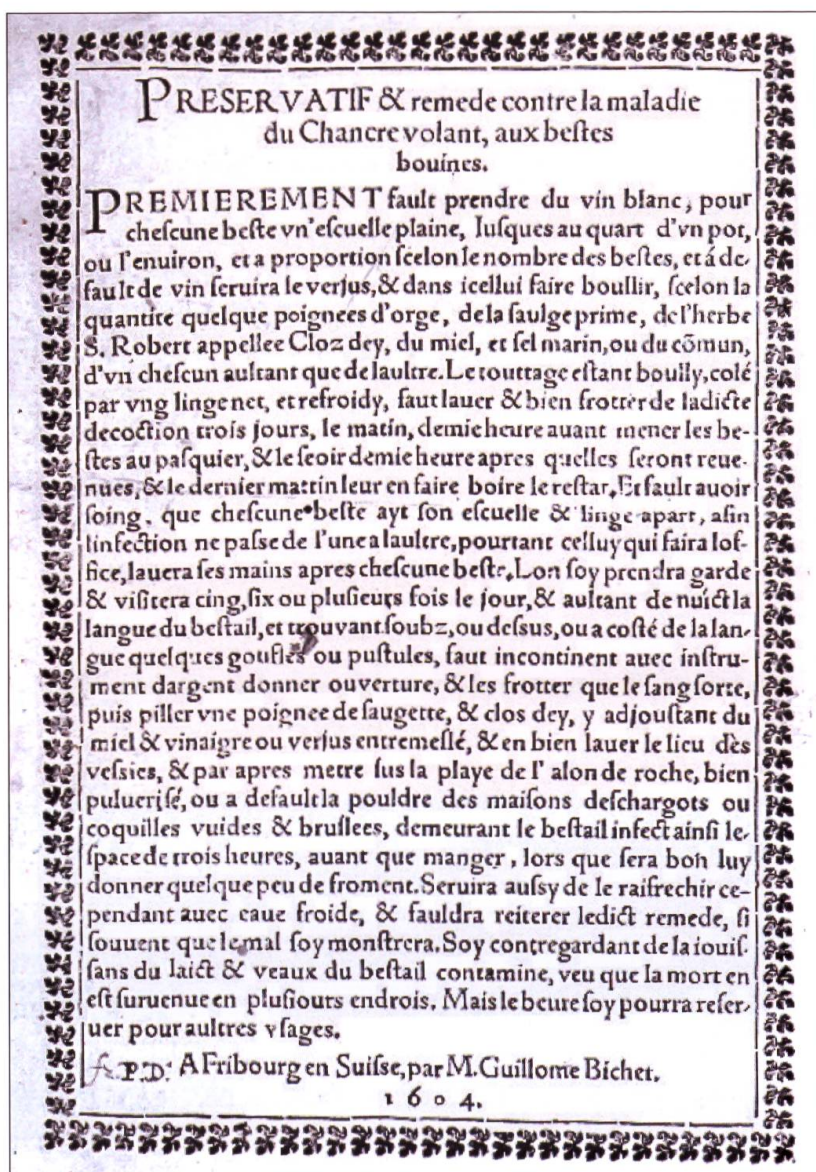 PRESERVATIF & remede contre la maladie
du Chancre volant, aux beſtes
bouines.
PREMIEREMENT fault prendre du vin blanc, pour
cheſcune beſte vn'eſcuelle plaine, Iuſques au quart d'vn pot,
ou l'enuiron, et a proportion ſcelon le nombre des beſtes, et á de-
fault de vin ſeruira le verjus, & dans icellui faire boullir, ſcelon la
quantite quelque poignees d'orge, de la ſaulge prime, de l'herbe
S. Robert appellee Cloz dey, du miel, et ſel marin, ou du cõmun,
d'vn cheſcun aultant que de laultre. Le touttage eſtant boully, colé
par vng linge net, et refroidy, faut lauer & bien frotter de ladicte
decoction trois jours, le matin, demie heure auant mener les be-
ſtes au paſquier, & le ſeoir demie heure apres quelles ſeront reue-
nues, & le dernier mattin leur en faire boire le reſtat. Et fault auoir
ſoing, que cheſcune beſte ayt ſon eſcuelle & linge apart, afin
linfection ne paſse de l'une a laultre, pourtant celluy qui faira loſ-
fice, lauera ſes mains apres cheſcune beſte. Lon ſoy prendra garde
& viſitera cinq, ſix ou pluſieurs fois le jour, & aultant de nuict la
langue du beſtail, et trouvant ſoubz, ou deſsus, ou a coſté de la lan-
gue quelques goufles ou puſtules, faut incontinent auec inſtru-
ment dargent donner ouverture, & les frotter que le ſang ſorte,
puis piller vne poignee de ſaugette, & clos dey, y adjouſtant du
miel & vinaigre ou verjus entremeſlé, & en bien lauer le lieu dès
veſsies, & par apres metre ſus la playe de l' alon de roche, bien
pulueriſé, ou a default la pouldre des maiſons deſchargots ou
coquilles vuides & bruſlees, demeurant le beſtail infect ainſi le-
ſpace de trois heures, auant que manger, lors que ſera bon luy
donner quelque peu de froment. Seruira auſsy de le raifrechir ce-
pendant auec eaue froide, & fauldra reiterer ledict remede, ſi
ſouuent que le mal ſoy monſtrera. Soy contregardant de la iouiſ-
ſans du laict & veaux du beſtail contamine, veu que la mort en
eſt ſuruenue en pluſiours endrois. Mais le beure ſoy pourra reſer-
uer pour aultres vſages.
P.D. A Fribourg en Suiſse, par M. Guillome Bichet.
1604.